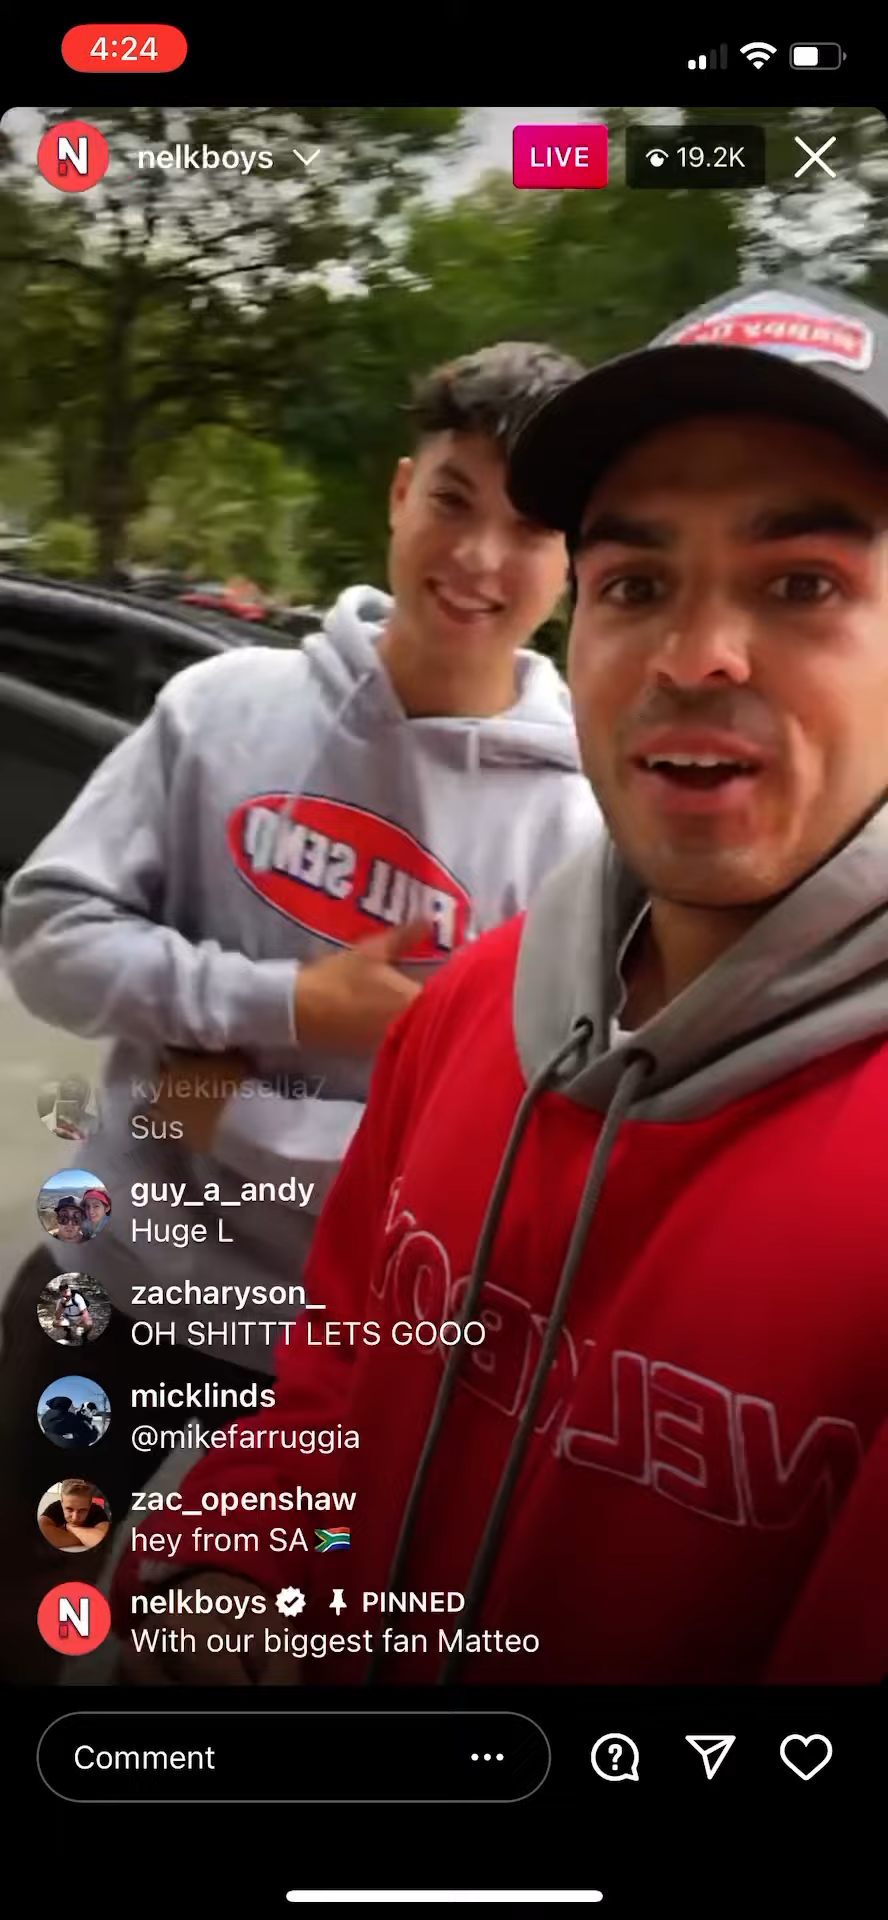 4:24
nelkboys
LIVE
19.2K
FULL SEND
NELKBOYS
kylekinsella7
Sus
guy_a_andy
Huge L
zacharyson_
OH SHITTT LETS GOOO
micklinds
@mikefarruggia
zac_openshaw
hey from SA🇿🇦
nelkboys PINNED
With our biggest fan Matteo
Comment